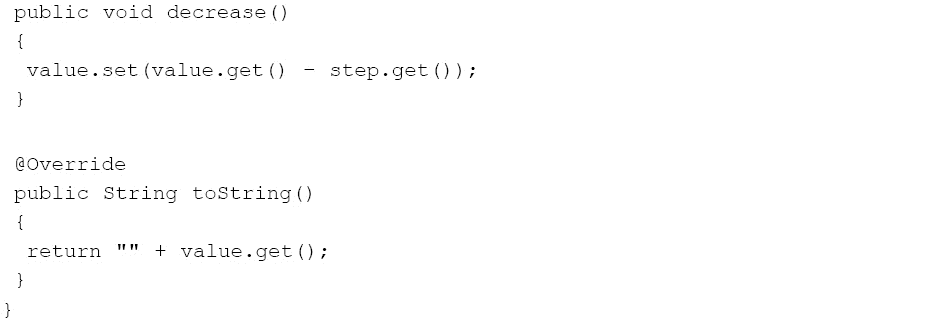 public void decrease()
{
value.set(value.get() - step.get());
}
@Override
public String toString()
{
return "" + value.get();
}
}